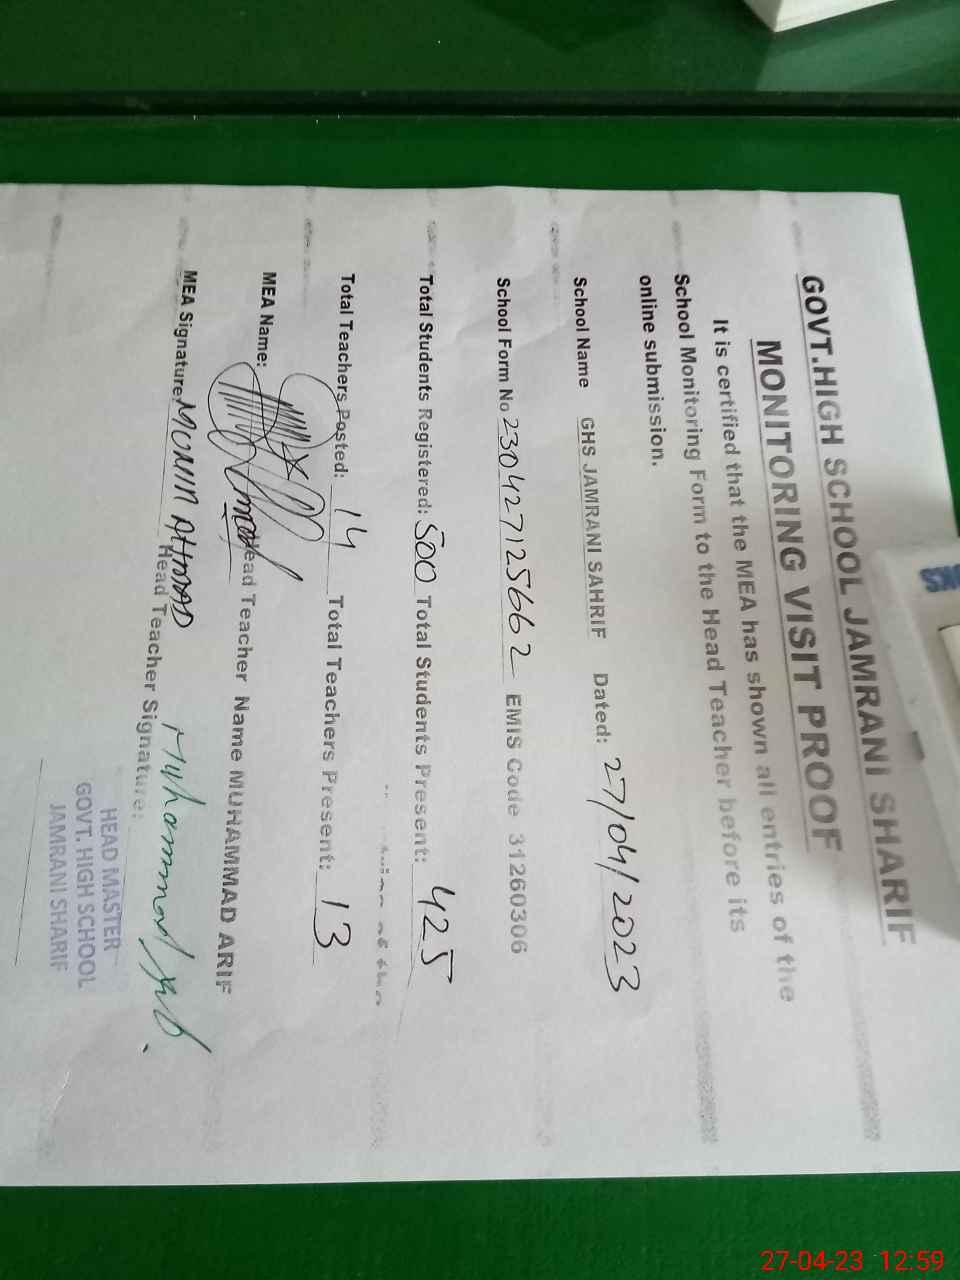 GOVT.HIGH SCHOOL JAMRANI SHARIF
MONITORING VISIT PROOF
It is certified that the MEA has shown all entries of the
School Monitoring Form to the Head Teacher before its
online submission.
School Name GHS JAMRANI SAHRIF Dated: 27/04/2023
School Form No 230427125662 EMIS Code 31260306
Total Students Registered: 500 Total Students Present: 425
Total Teachers Posted: 14 Total Teachers Present: 13
MEA Name: Head Teacher Name MUHAMMAD ARIF
MEA Signature: MOMIN AHMAD Head Teacher Signature: Muhammad
HEAD MASTER
GOVT. HIGH SCHOOL
JAMRANI SHARIF
27-04-23 12:59